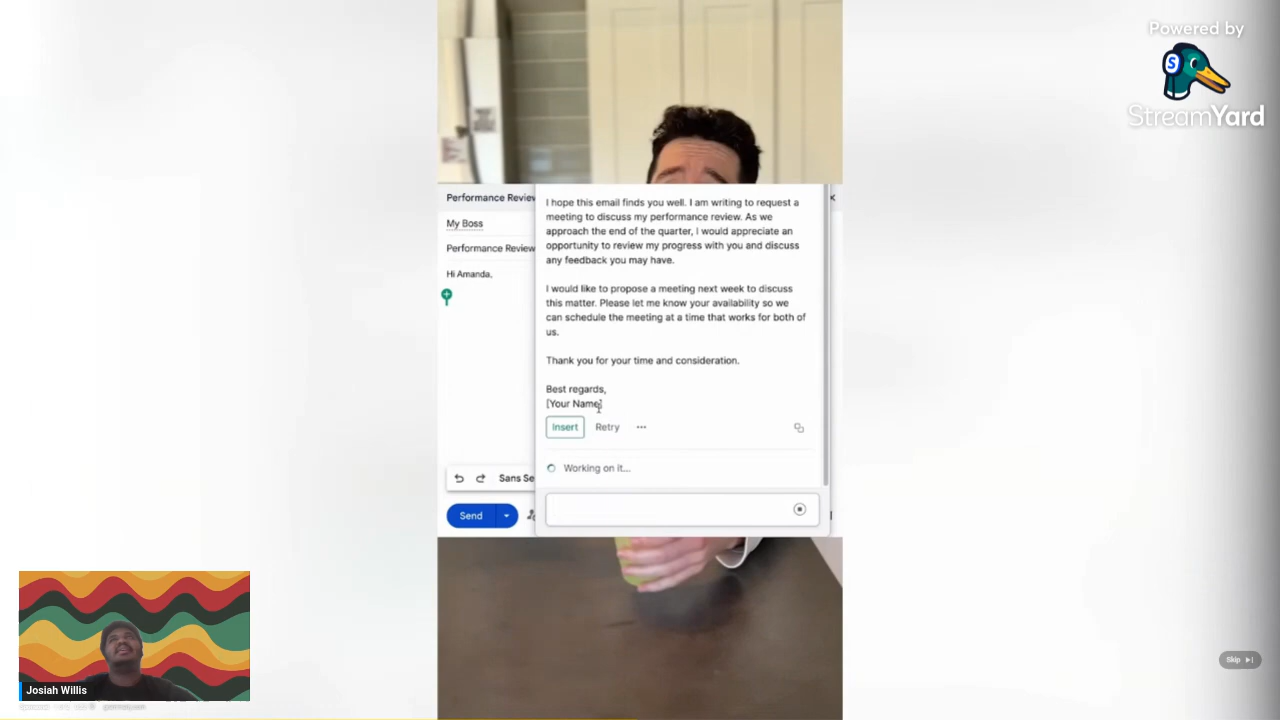 Powered by
S
StreamYard
Performance Review
My Boss
Performance Review
Hi Amanda,
I hope this email finds you well. I am writing to request a
meeting to discuss my performance review. As we
approach the end of the quarter, I would appreciate an
opportunity to review my progress with you and discuss
any feedback you may have.
I would like to propose a meeting next week to discuss
this matter. Please let me know your availability so we
can schedule the meeting at a time that works for both of
us.
Thank you for your time and consideration.
Best regards,
[Your Name]
Insert
Retry
Working on it...
Sans Se
Send
Skip
Josiah Willis